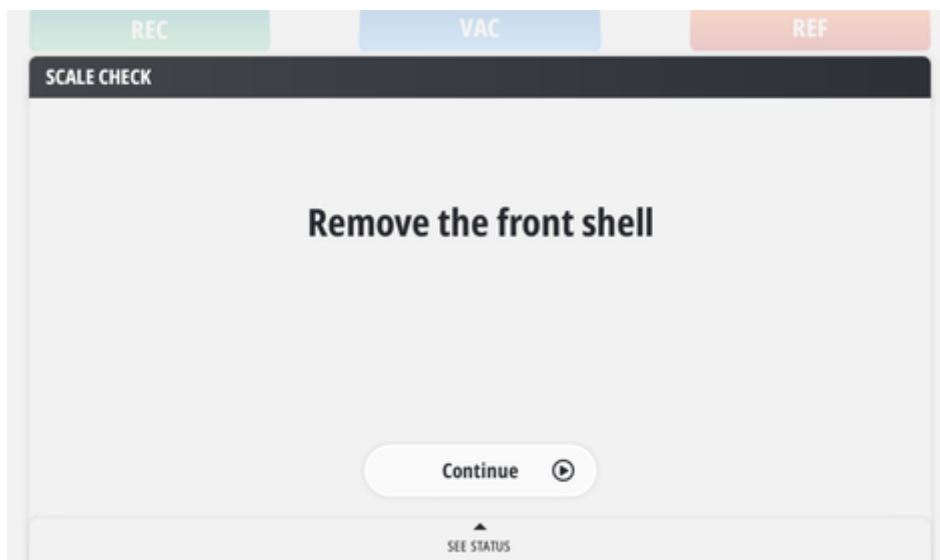 REC VAC REF
SCALE CHECK
Remove the front shell
Continue
SEE STATUS